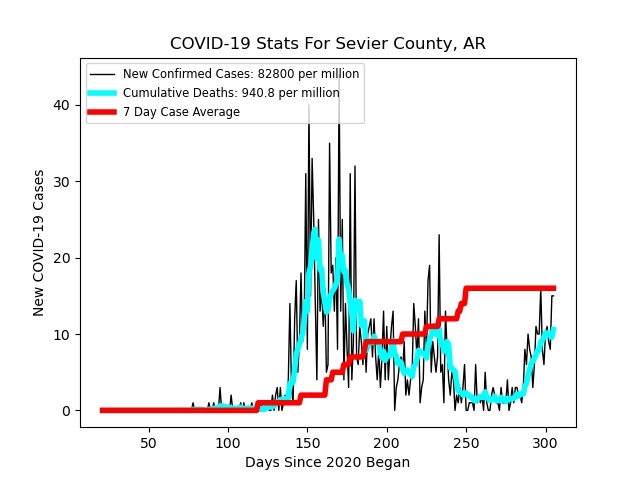 COVID-19 Stats For Sevier County, AR
New Confirmed Cases: 82800 per million
Cumulative Deaths: 940.8 per million
7 Day Case Average
40
30
20
10
0
New COVID-19 Cases
50 100 150 200 250 300
Days Since 2020 Began